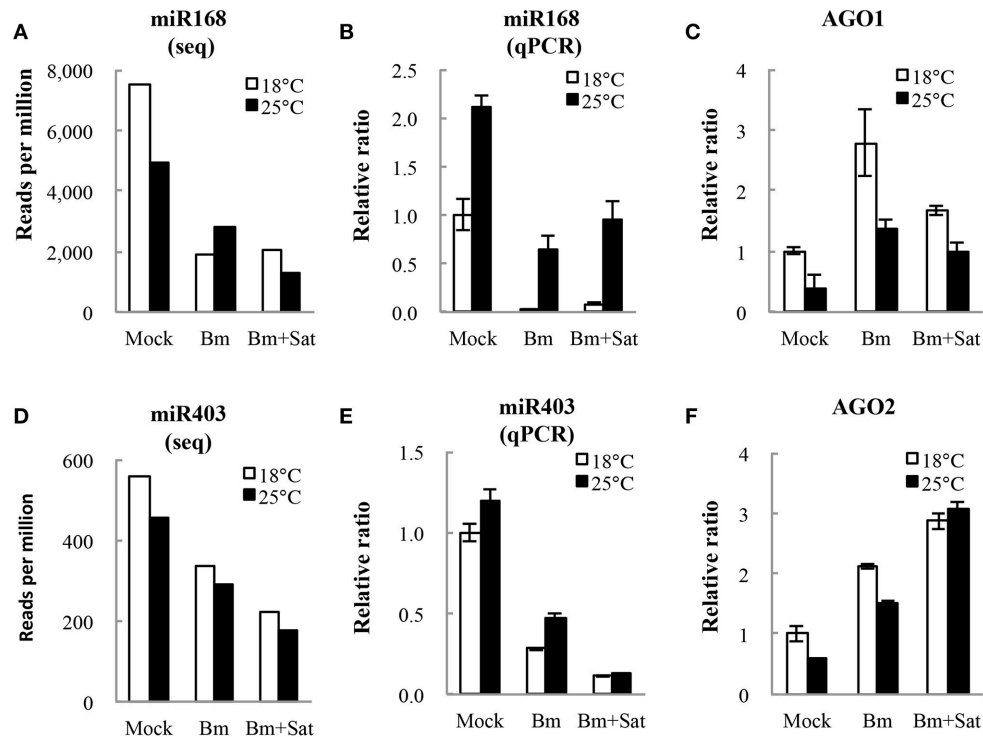 A
miR168
(seq)
Reads per million
8,000
6,000
4,000
2,000
0
18°C
25°C
Mock Bm Bm+Sat
B
miR168
(qPCR)
Relative ratio
2.5
2.0
1.5
1.0
0.5
0.0
18°C
25°C
Mock Bm Bm+Sat
C
AGO1
Relative ratio
4
3
2
1
0
18°C
25°C
Mock Bm Bm+Sat
D
miR403
(seq)
Reads per million
600
400
200
0
18°C
25°C
Mock Bm Bm+Sat
E
miR403
(qPCR)
Relative ratio
1.5
1.0
0.5
0.0
18°C
25°C
Mock Bm Bm+Sat
F
AGO2
Relative ratio
4
3
2
1
0
18°C
25°C
Mock Bm Bm+Sat